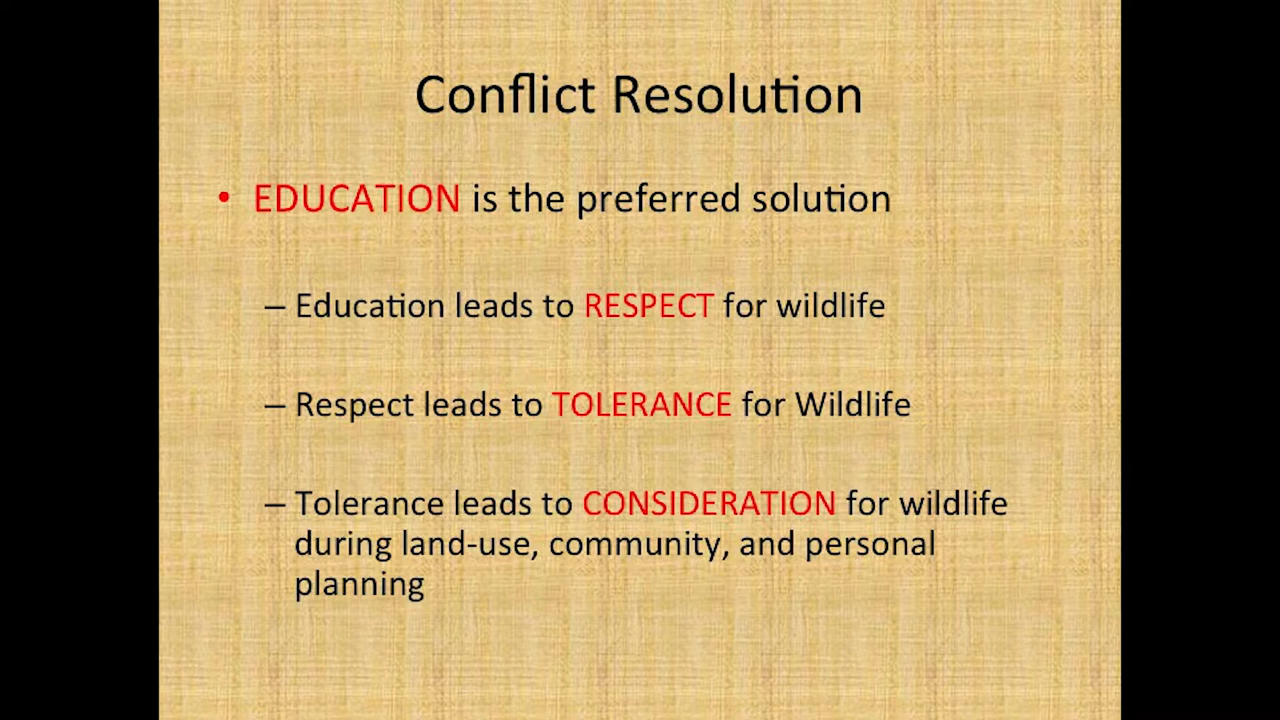 Conflict Resolution
• EDUCATION is the preferred solution
– Education leads to RESPECT for wildlife
– Respect leads to TOLERANCE for Wildlife
– Tolerance leads to CONSIDERATION for wildlife
during land-use, community, and personal
planning